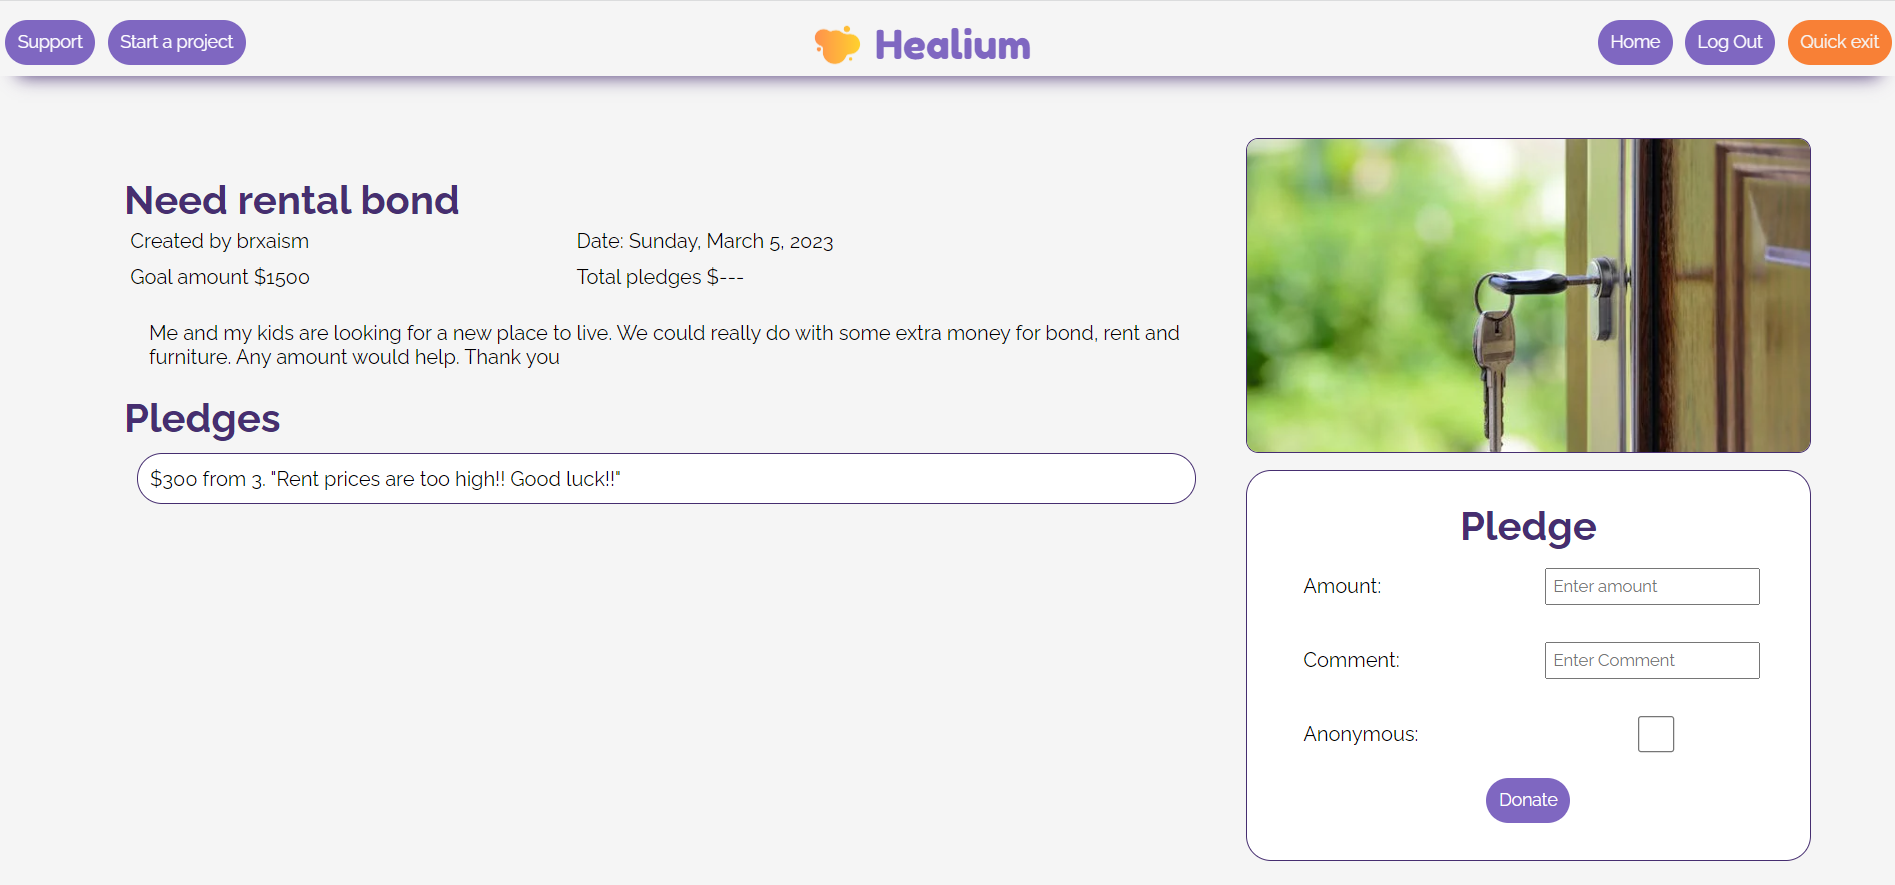 Support
Start a project
Healium
Home
Log Out
Quick exit
Need rental bond
Created by brxaism
Date: Sunday, March 5, 2023
Goal amount $1500
Total pledges $---
Me and my kids are looking for a new place to live. We could really do with some extra money for bond, rent and
furniture. Any amount would help. Thank you
Pledges
$300 from 3. "Rent prices are too high!! Good luck!!"
Pledge
Amount:
Enter amount
Comment:
Enter Comment
Anonymous:
Donate